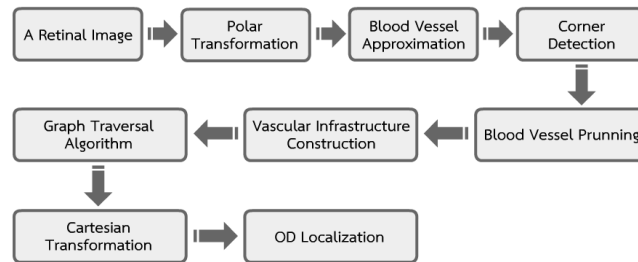 A Retinal Image
Polar
Transformation
Blood Vessel
Approximation
Corner
Detection
Blood Vessel Prunning
Vascular Infrastructure
Construction
Graph Traversal
Algorithm
Cartesian
Transformation
OD Localization